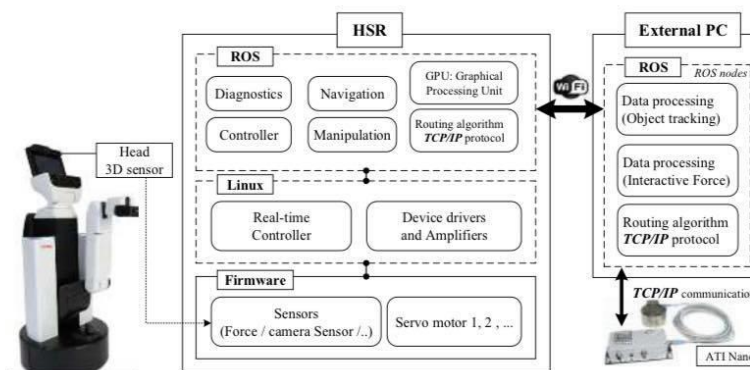 HSR
ROS
Diagnostics
Navigation
GPU: Graphical
Processing Unit
Controller
Manipulation
Routing algorithm
TCP/IP protocol
Linux
Real-time
Controller
Device drivers
and Amplifiers
Firmware
Sensors
(Force / camera Sensor /..)
Servo motor 1, 2 , ...
Head
3D sensor
Wi Fi
External PC
ROS
ROS nodes
Data processing
(Object tracking)
Data processing
(Interactive Force)
Routing algorithm
TCP/IP protocol
TCP/IP communication
ATI Nano